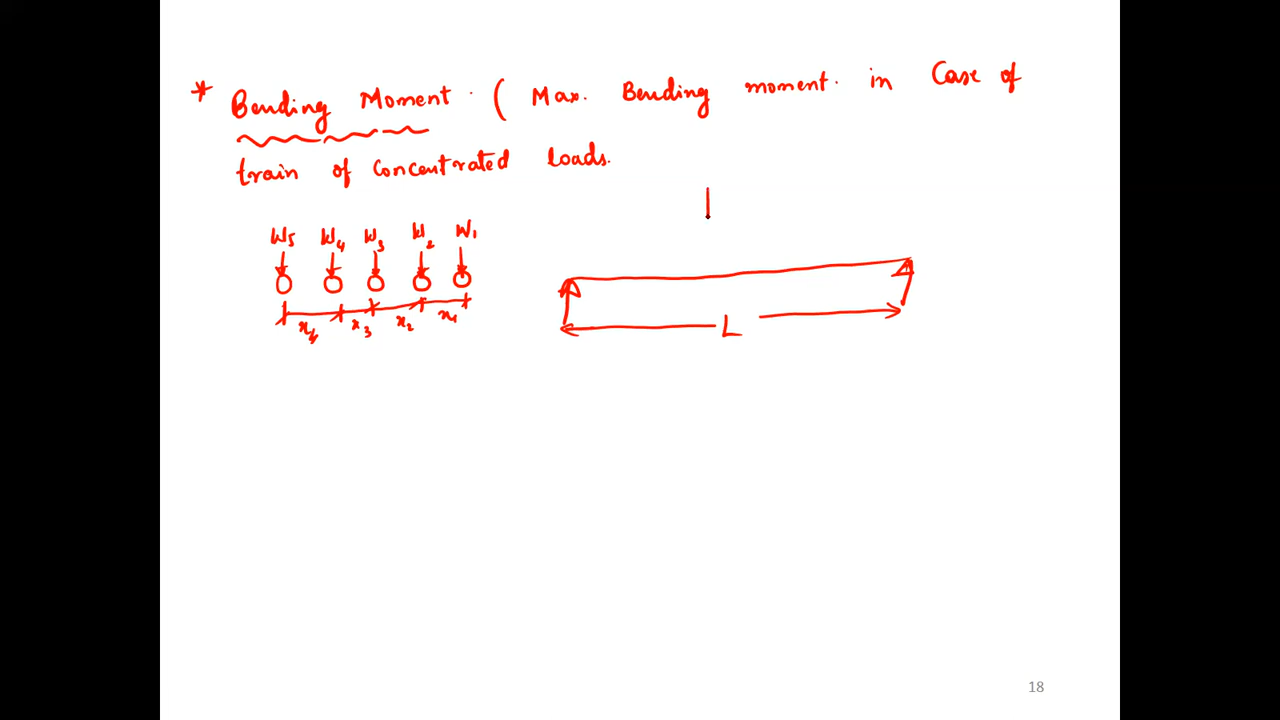 * Bending Moment. ( Max. Bending moment. in Case of
train of Concentrated loads.
W5 W4 W3 W2 W1
x4 x3 x2 x1
L
18